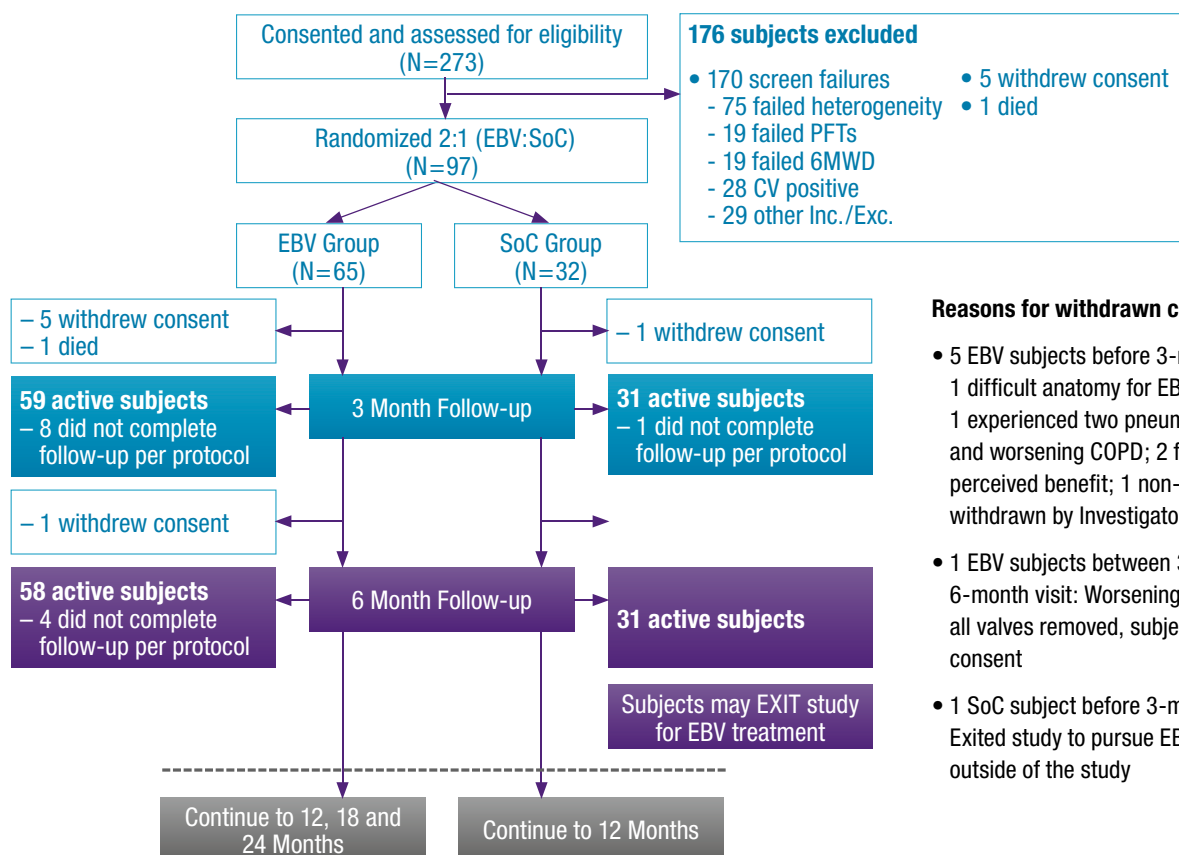 Consented and assessed for eligibility
(N=273)
176 subjects excluded
• 170 screen failures
- 75 failed heterogeneity
- 19 failed PFTs
- 19 failed 6MWD
- 28 CV positive
- 29 other Inc./Exc.
• 5 withdrew consent
• 1 died
Randomized 2:1 (EBV:SoC)
(N=97)
EBV Group
(N=65)
SoC Group
(N=32)
– 5 withdrew consent
– 1 died
– 1 withdrew consent
59 active subjects
– 8 did not complete
follow-up per protocol
3 Month Follow-up
31 active subjects
– 1 did not complete
follow-up per protocol
– 1 withdrew consent
58 active subjects
– 4 did not complete
follow-up per protocol
6 Month Follow-up
31 active subjects
Subjects may EXIT study
for EBV treatment
Continue to 12, 18 and
24 Months
Continue to 12 Months
Reasons for withdrawn
• 5 EBV subjects before
1 difficult anatomy for
1 experienced two
and worsening COPD; 2
perceived benefit; 1
withdrawn by
• 1 EBV subjects between
6-month visit: Worsening
all valves removed,
consent
• 1 SoC subject before
Exited study to pursue
outside of the study